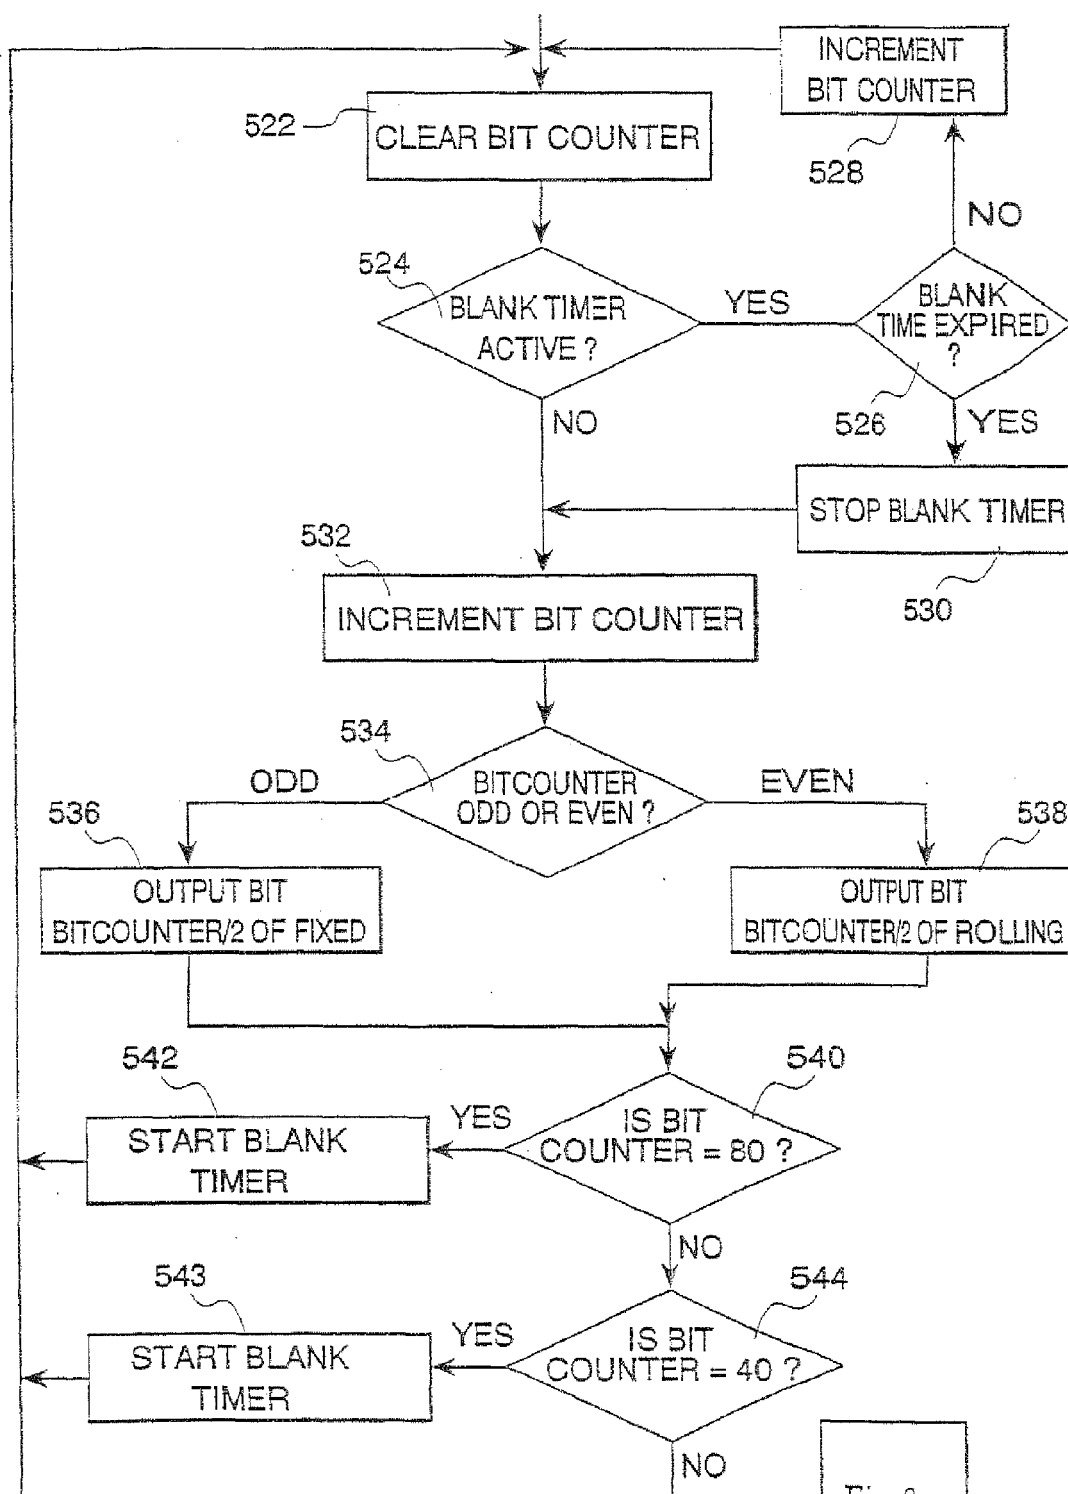 INCREMENT
BIT COUNTER
528
522
CLEAR BIT COUNTER
NO
524
BLANK TIMER
ACTIVE ?
YES
BLANK
TIME EXPIRED
?
526
YES
NO
STOP BLANK TIMER
530
532
INCREMENT BIT COUNTER
534
BITCOUNTER
ODD OR EVEN ?
ODD
EVEN
536
OUTPUT BIT
BITCOUNTER/2 OF FIXED
538
OUTPUT BIT
BITCOUNTER/2 OF ROLLING
540
IS BIT
COUNTER = 80 ?
YES
542
START BLANK
TIMER
NO
544
IS BIT
COUNTER = 40 ?
YES
543
START BLANK
TIMER
NO